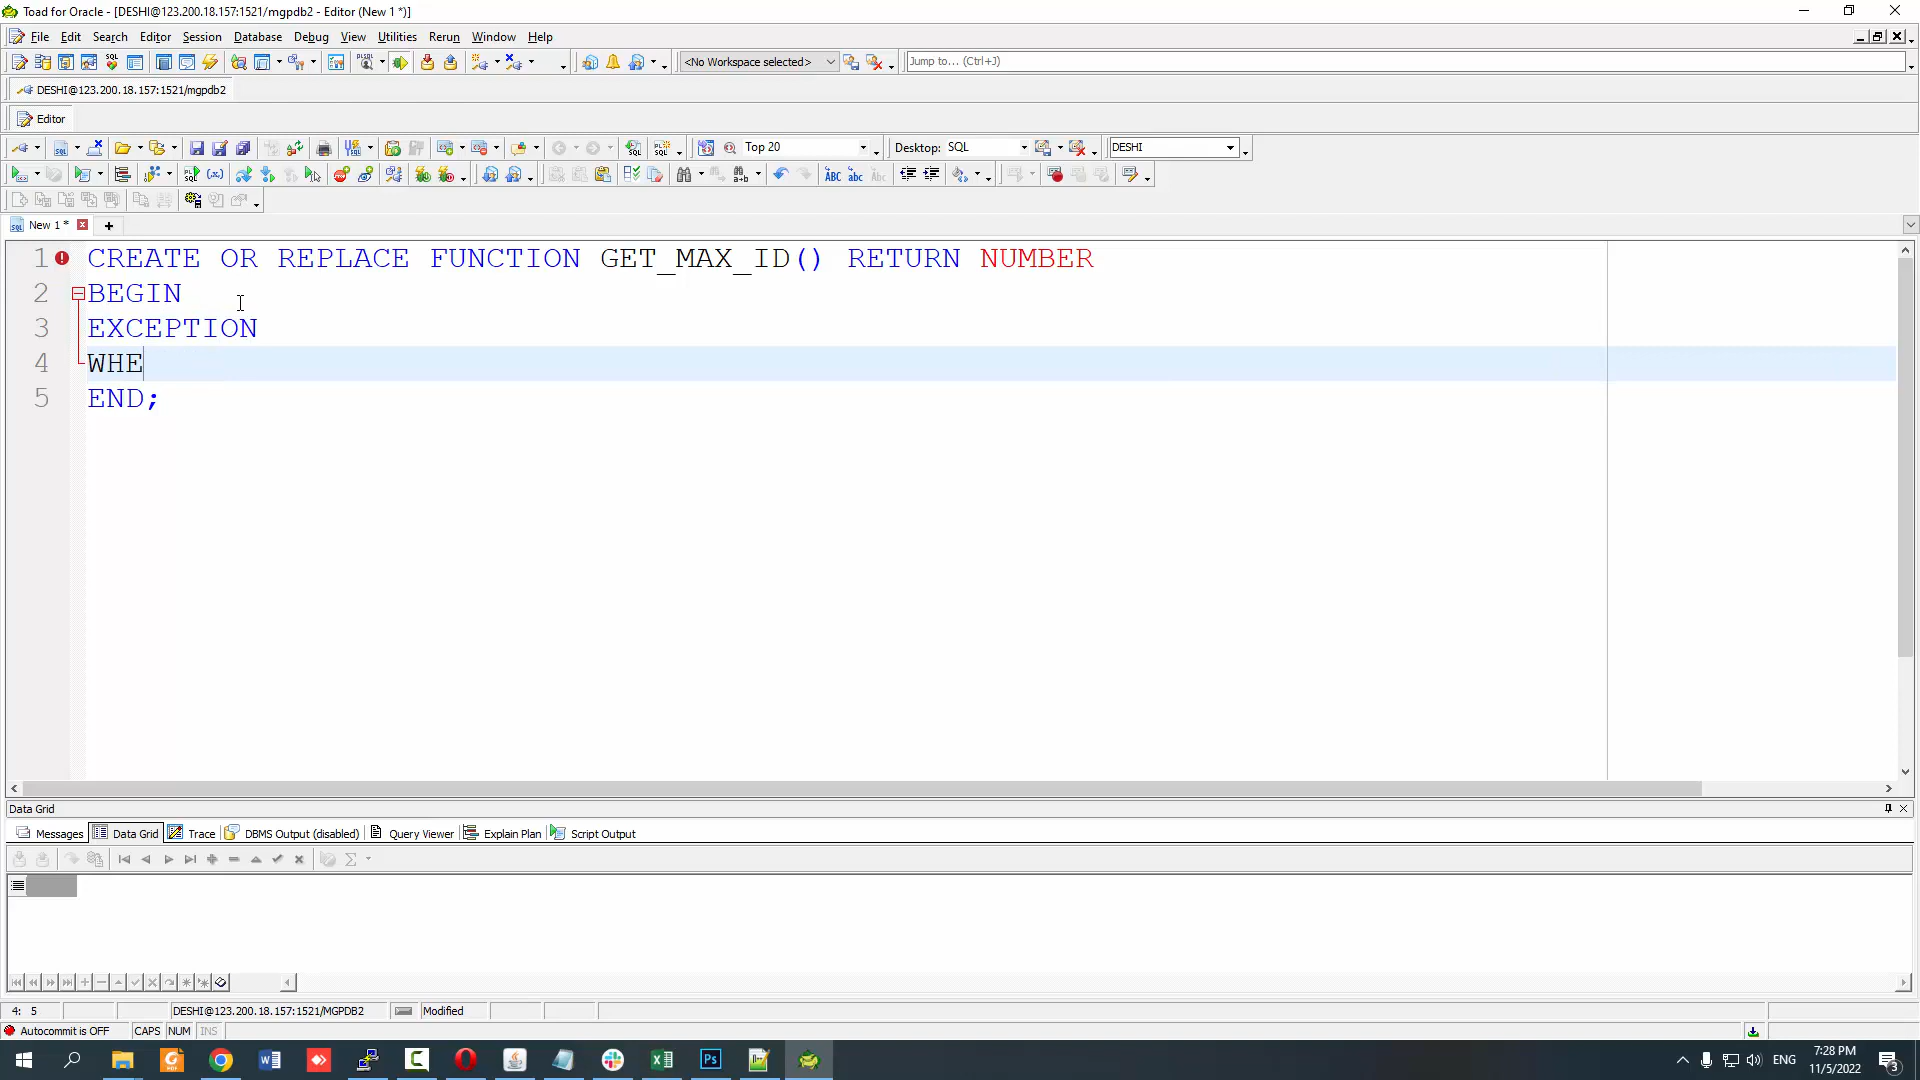 Toad for Oracle - [DESHI@123.200.18.157:1521/mgpdb2 - Editor (New 1 *)]
File Edit Search Editor Session Database Debug View Utilities Rerun Window Help
<No Workspace selected> Jump to... (Ctrl+J)
DESHI@123.200.18.157:1521/mgpdb2
Editor
Top 20 Desktop: SQL DESHI
New 1 *
1 CREATE OR REPLACE FUNCTION GET_MAX_ID() RETURN NUMBER
2 BEGIN
3 EXCEPTION
4 WHE
5 END;
Data Grid
Messages Data Grid Trace DBMS Output (disabled) Query Viewer Explain Plan Script Output
4: 5 DESHI@123.200.18.157:1521/MGPDB2 Modified
Autocommit is OFF CAPS NUM INS
ENG 7:28 PM
11/5/2022 3